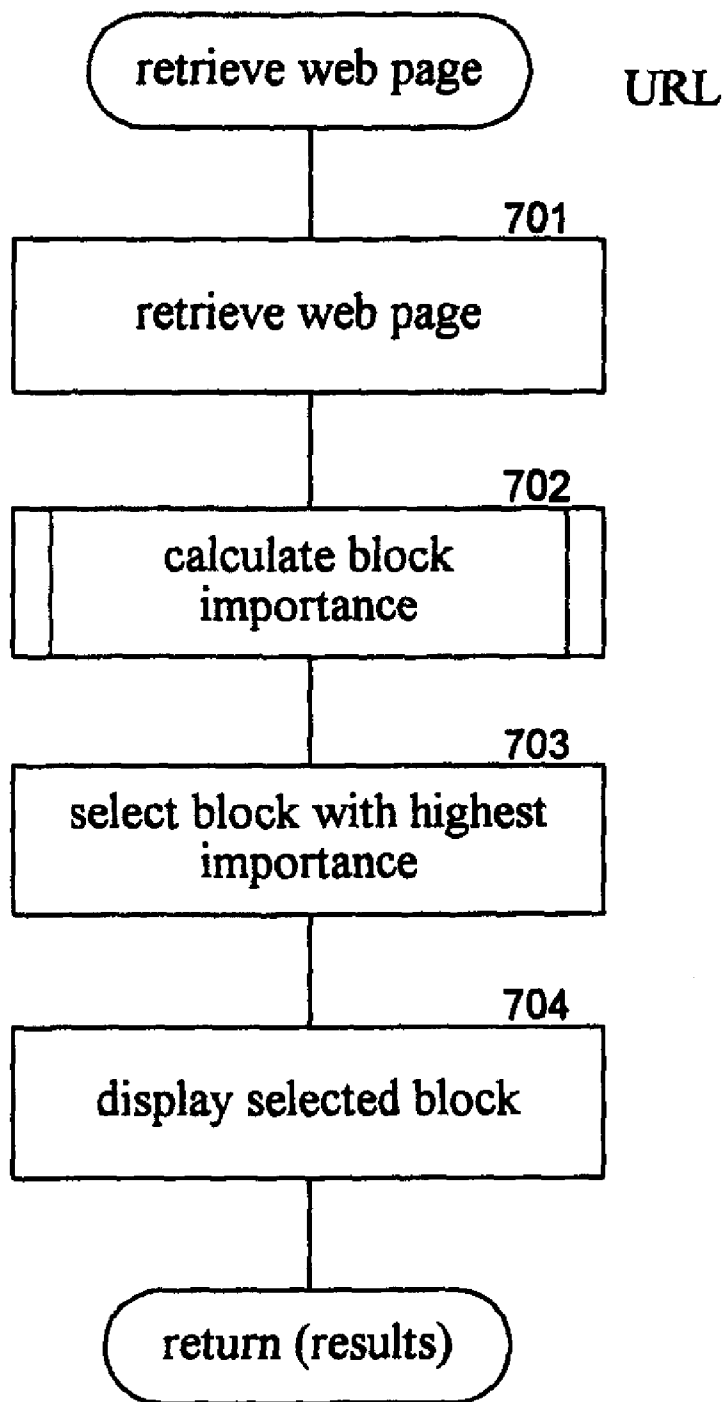 retrieve web page
URL
701
retrieve web page
702
calculate block
importance
703
select block with highest
importance
704
display selected block
return (results)